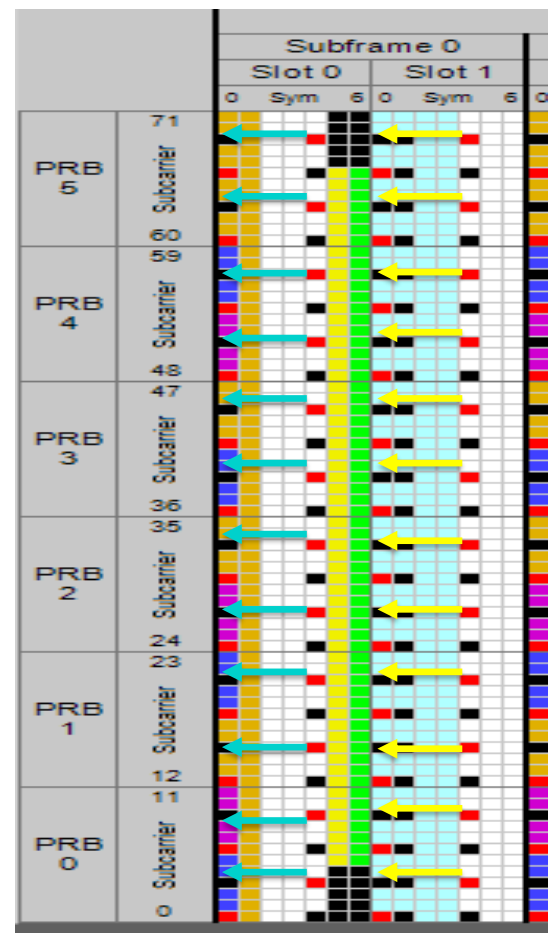 Subframe 0
Slot 0 Slot 1
0 Sym 6 0 Sym 6 0
PRB 5 Subcarrier 71
60
PRB 4 Subcarrier 59
48
PRB 3 Subcarrier 47
36
PRB 2 Subcarrier 35
24
PRB 1 Subcarrier 23
12
PRB 0 Subcarrier 11
0